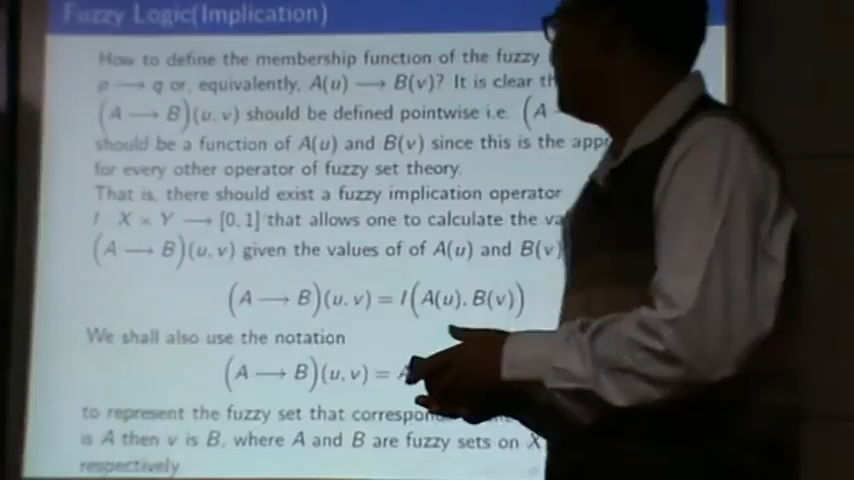 Fuzzy Logic(Implication)
How to define the membership function of the fuzzy
p ⟶ q or, equivalently, A(u) ⟶ B(v)? It is clear th
(A ⟶ B)(u, v) should be defined pointwise i.e. (A
should be a function of A(u) and B(v) since this is the app
for every other operator of fuzzy set theory.
That is, there should exist a fuzzy implication operator
I X × Y ⟶ [0, 1] that allows one to calculate the va
(A ⟶ B)(u, v) given the values of of A(u) and B(v)
(A ⟶ B)(u, v) = I(A(u), B(v))
We shall also use the notation
(A ⟶ B)(u, v) =
to represent the fuzzy set that correspon
is A then v is B, where A and B are fuzzy sets on X
respectively